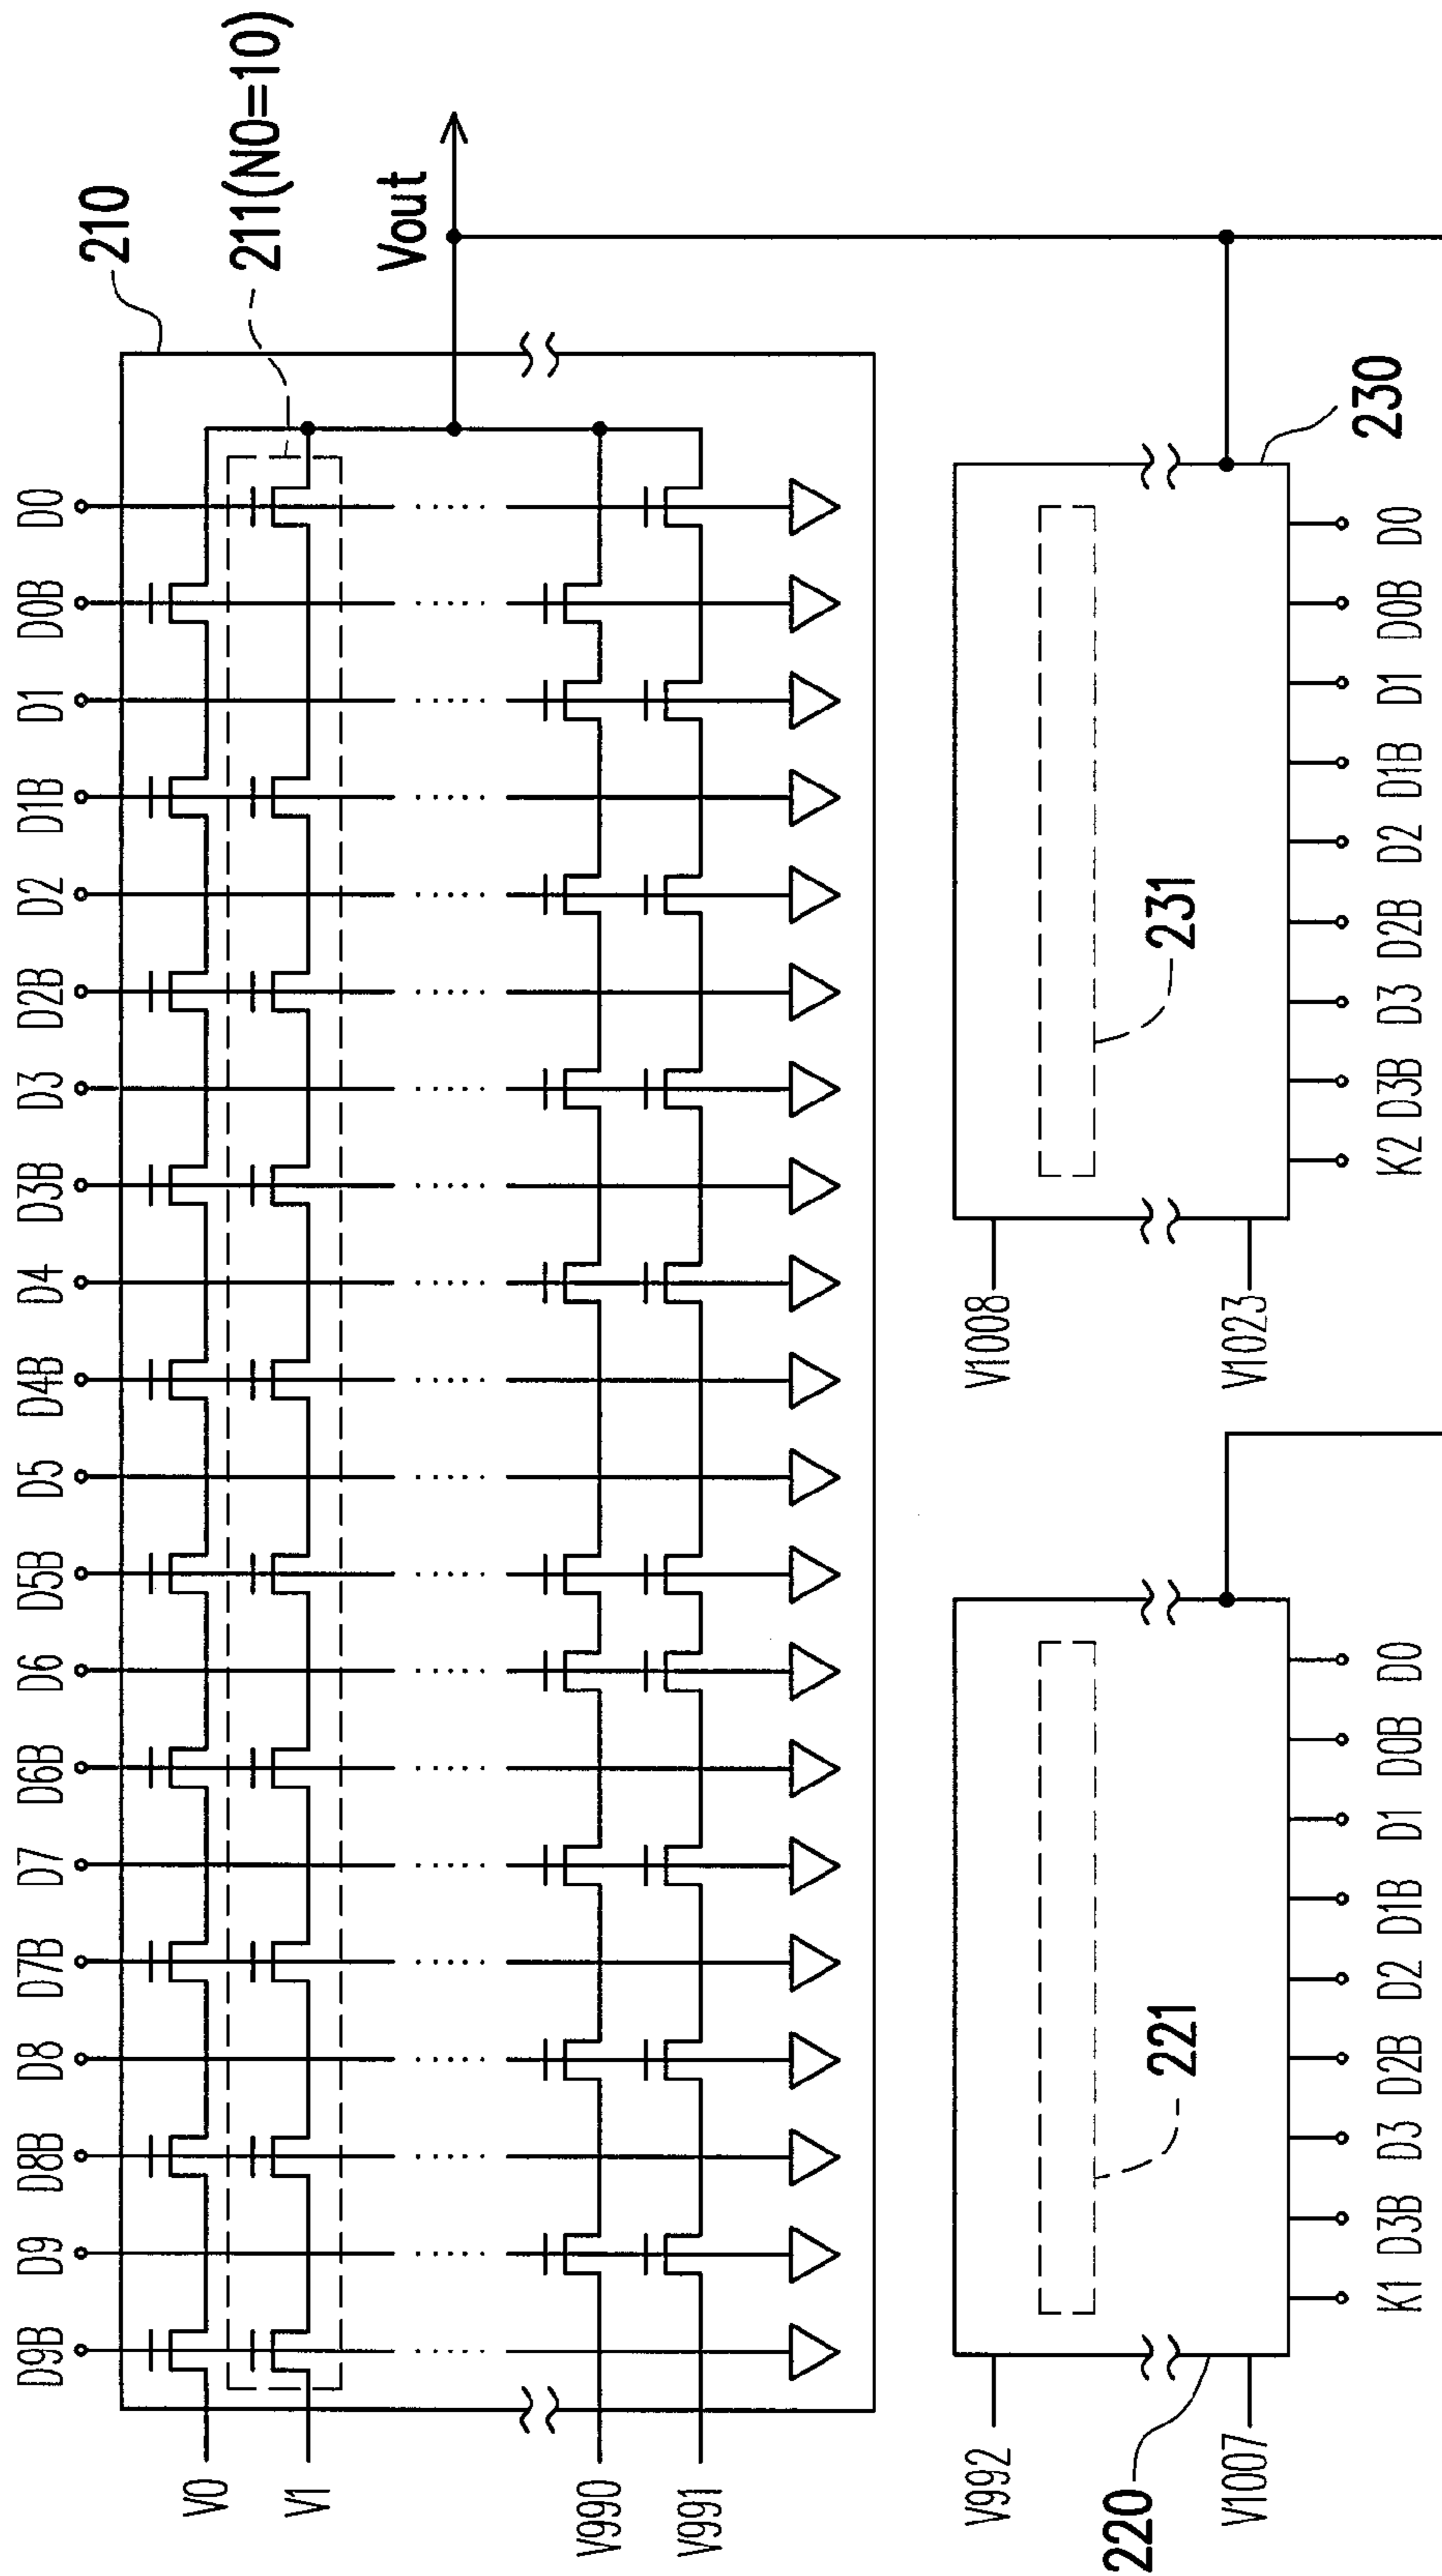 D9B D9 D8B D8 D7B D7 D6B D6 D5B D5 D4B D4 D3B D3 D2B D2 D1B D1 D0B D0
210
211(N0=10)
V0
V1
Vout
V990
V991
V992
V1008
221
231
220
V1007
V1023
230
K1 D3B D3 D2B D2 D1B D1 D0B D0
K2 D3B D3 D2B D2 D1B D1 D0B D0